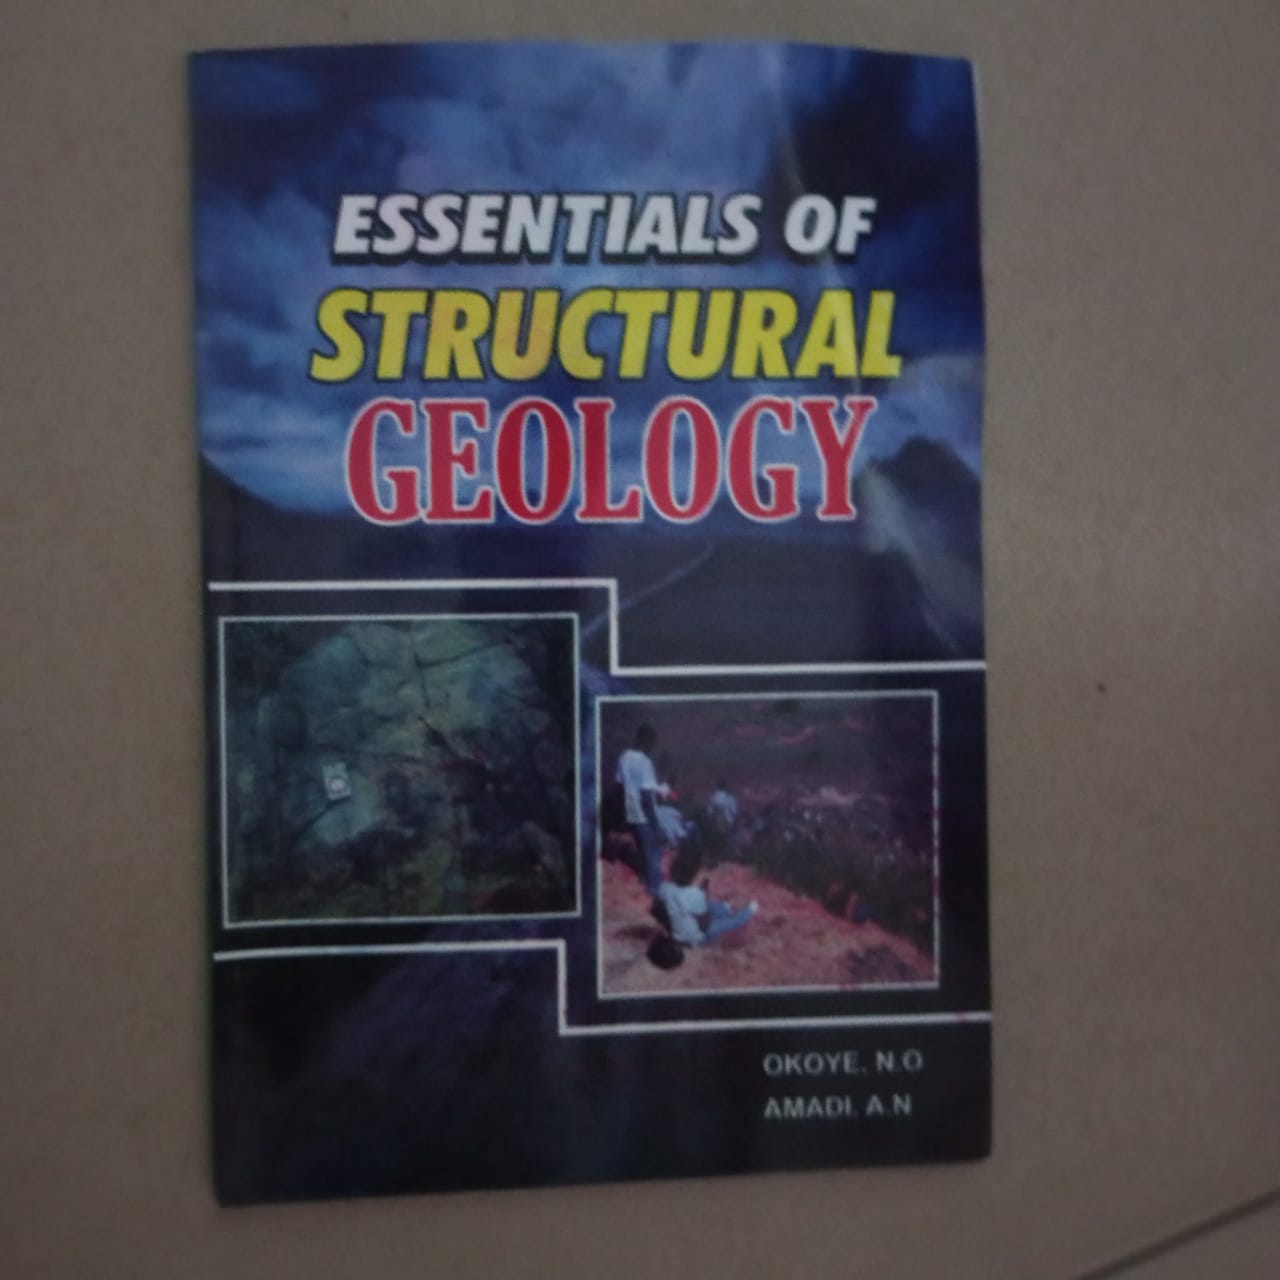 ESSENTIALS OF
STRUCTURAL
GEOLOGY
OKOYE, N.O
AMADI, A.N